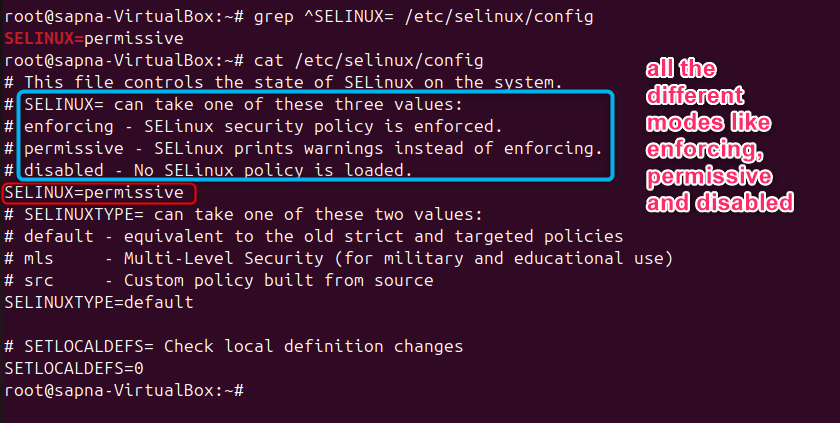 root@sapna-VirtualBox:~# grep ^SELINUX= /etc/selinux/config
SELINUX=permissive
root@sapna-VirtualBox:~# cat /etc/selinux/config
# This file controls the state of SELinux on the system.
# SELINUX= can take one of these three values:
# enforcing - SELinux security policy is enforced.
# permissive - SELinux prints warnings instead of enforcing.
# disabled - No SELinux policy is loaded.
SELINUX=permissive
# SELINUXTYPE= can take one of these two values:
# default - equivalent to the old strict and targeted policies
# mls     - Multi-Level Security (for military and educational use)
# src     - Custom policy built from source
SELINUXTYPE=default

# SETLOCALDEFS= Check local definition changes
SETLOCALDEFS=0
root@sapna-VirtualBox:~#
all the
different
modes like
enforcing,
permissive
and disabled